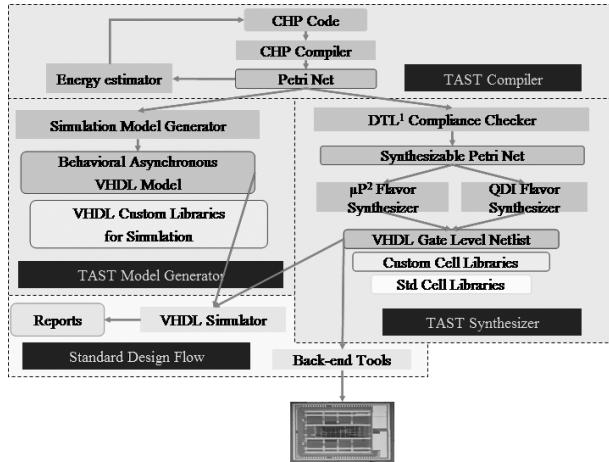 CHP Code
CHP Compiler
Energy estimator
Petri Net
TAST Compiler
Simulation Model Generator
DTL¹ Compliance Checker
Behavioral Asynchronous
VHDL Model
Synthesizable Petri Net
µP² Flavor
Synthesizer
QDI Flavor
Synthesizer
VHDL Custom Libraries
for Simulation
VHDL Gate Level Netlist
Custom Cell Libraries
TAST Model Generator
Std Cell Libraries
Reports
VHDL Simulator
TAST Synthesizer
Standard Design Flow
Back-end Tools